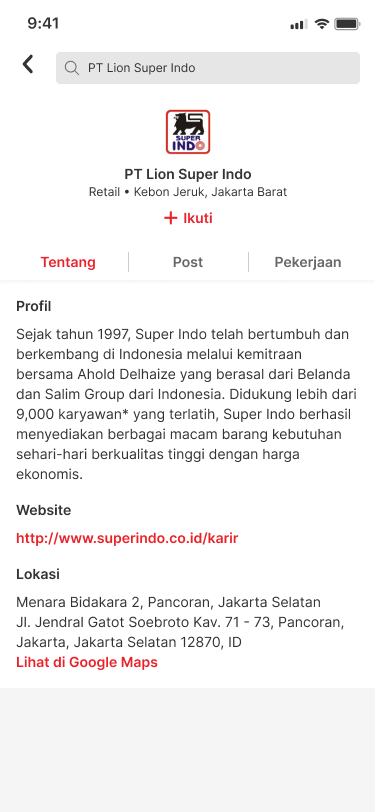 9:41
PT Lion Super Indo
SUPER
INDO
PT Lion Super Indo
Retail • Kebon Jeruk, Jakarta Barat
+ Ikuti
Tentang
Post
Pekerjaan
Profil
Sejak tahun 1997, Super Indo telah bertumbuh dan
berkembang di Indonesia melalui kemitraan
bersama Ahold Delhaize yang berasal dari Belanda
dan Salim Group dari Indonesia. Didukung lebih dari
9,000 karyawan* yang terlatih, Super Indo berhasil
menyediakan berbagai macam barang kebutuhan
sehari-hari berkualitas tinggi dengan harga
ekonomis.
Website
http://www.superindo.co.id/karir
Lokasi
Menara Bidakara 2, Pancoran, Jakarta Selatan
Jl. Jendral Gatot Soebroto Kav. 71 - 73, Pancoran,
Jakarta, Jakarta Selatan 12870, ID
Lihat di Google Maps